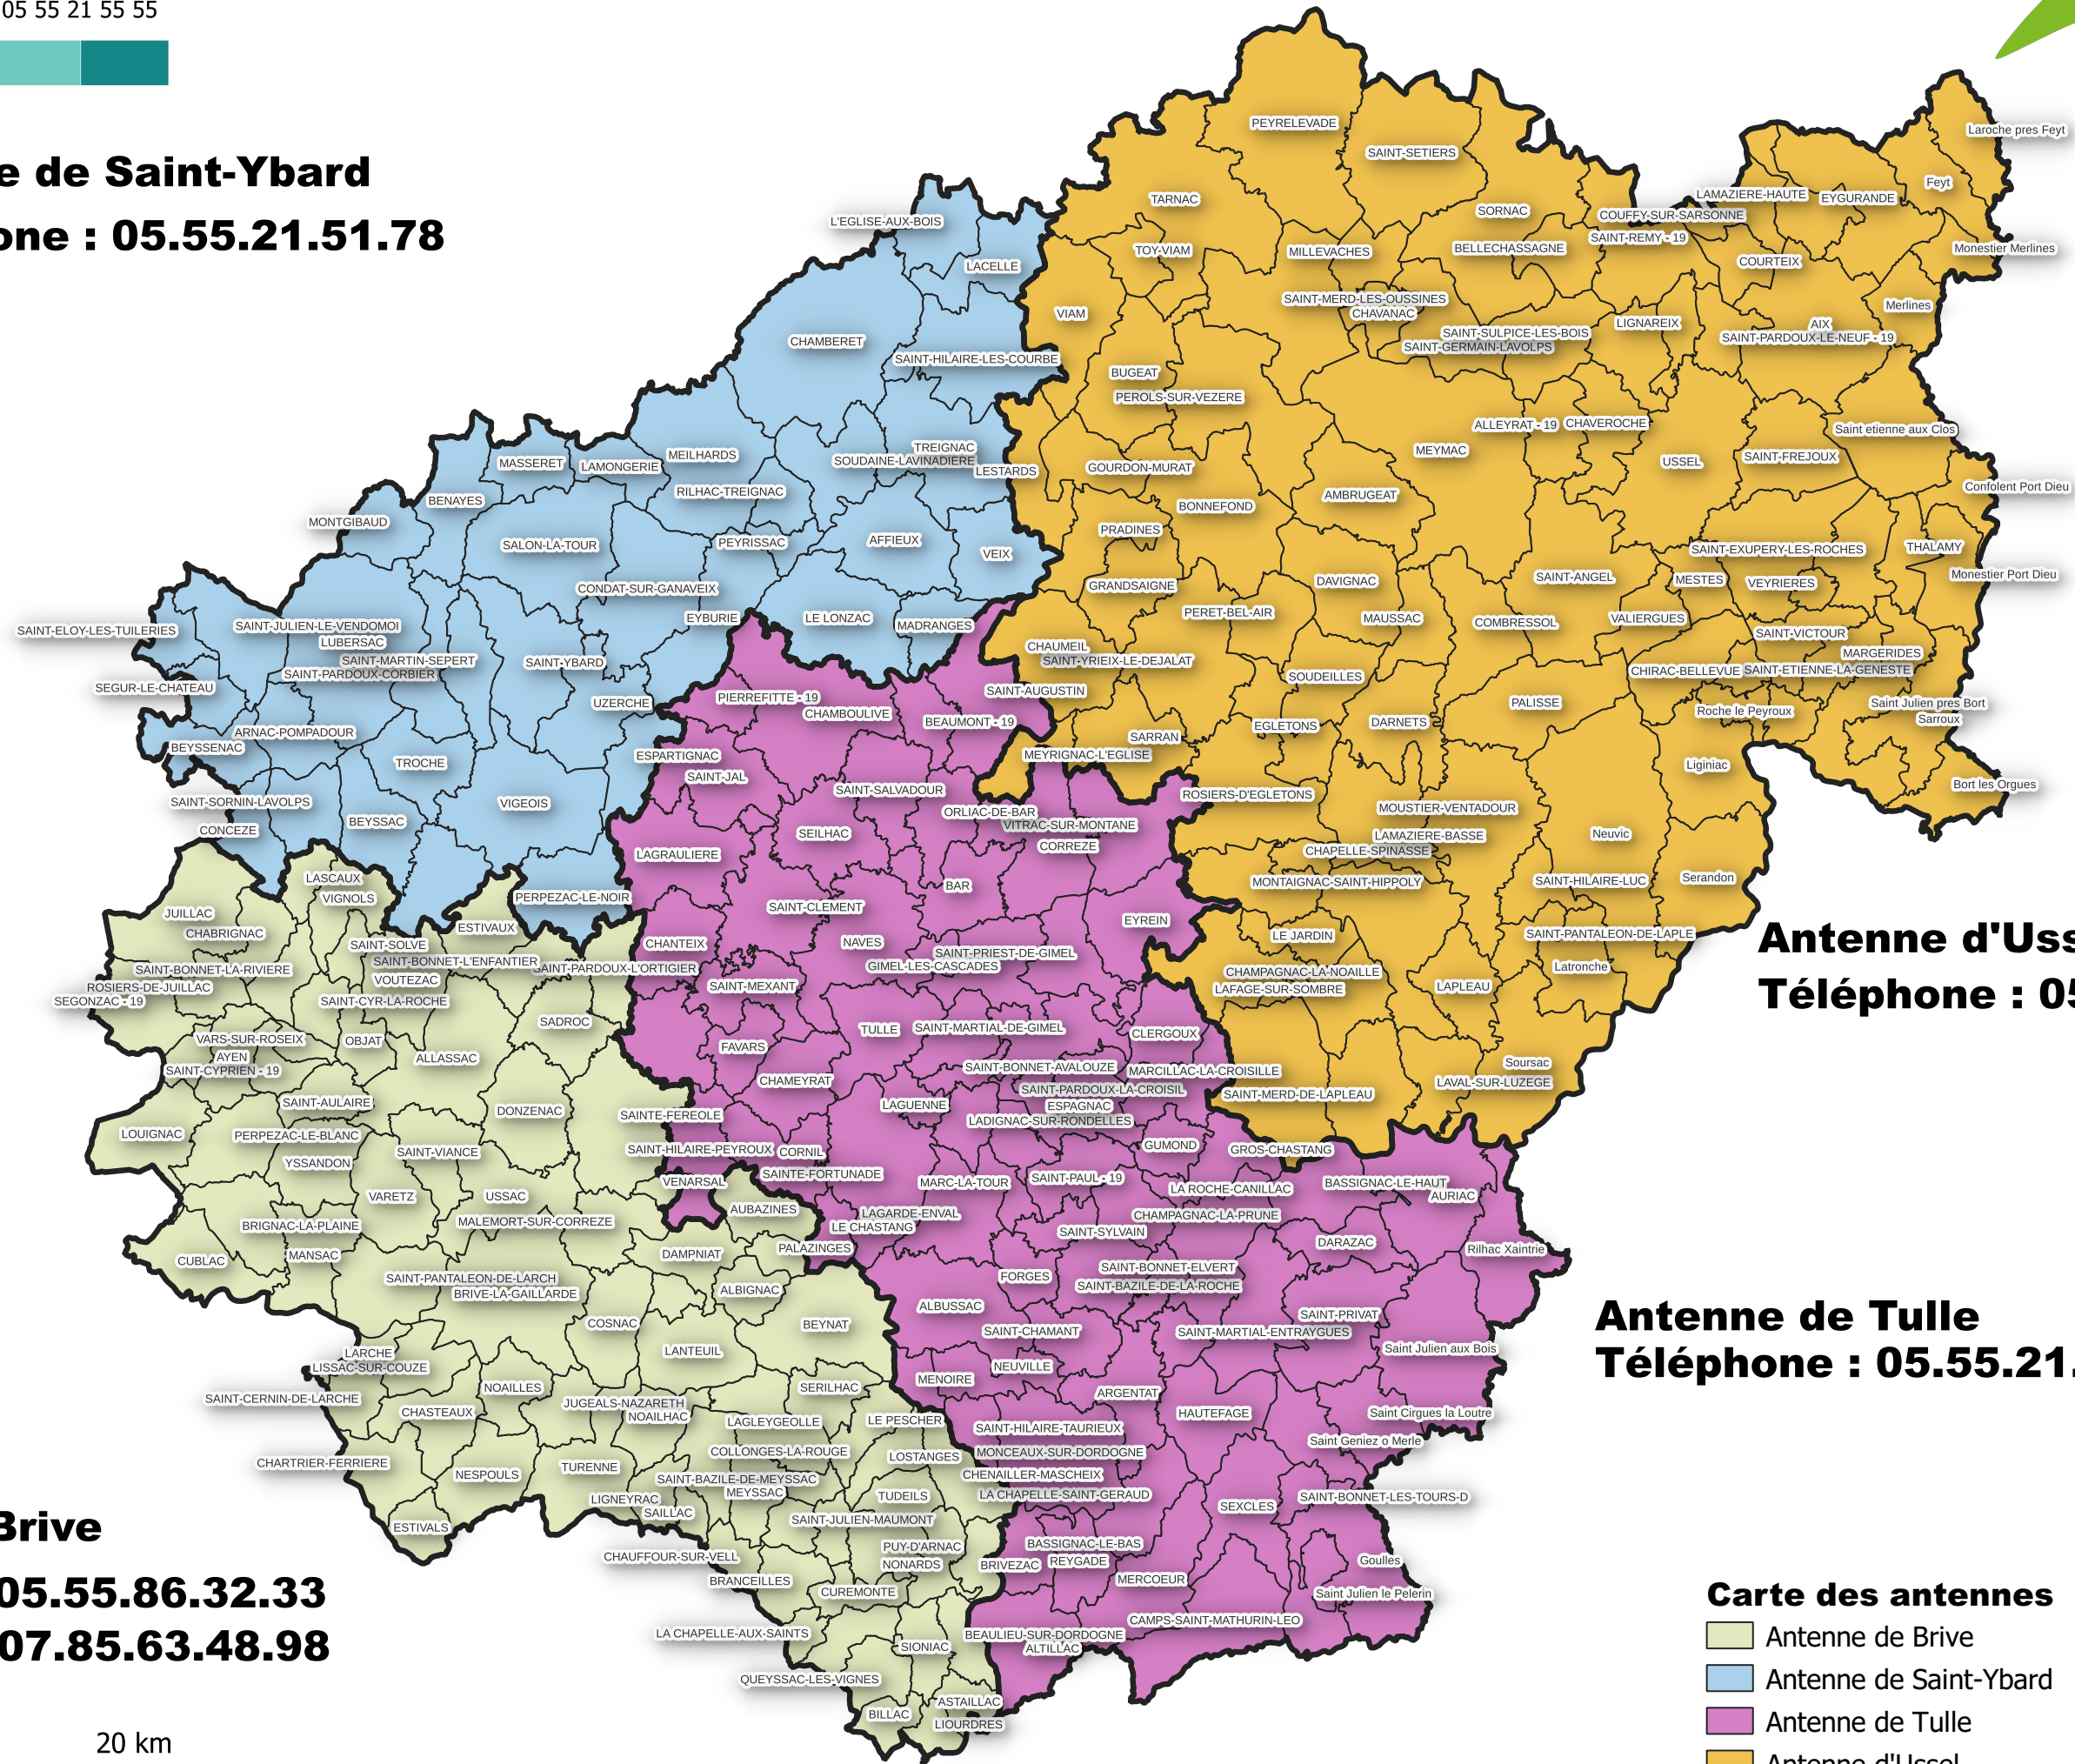 05 55 21 55 55
e de Saint-Ybard
one : 05.55.21.51.78
PEYRELEVADE
Laroche pres Feyt
SAINT-SETIERS
Feyt
TARNAC
LAMAZIERE-HAUTE
EYGURANDE
SORNAC
COUFFY-SUR-SARSONNE
L'EGLISE-AUX-BOIS
SAINT-REMY - 19
TOY-VIAM
MILLEVACHES
BELLECHASSAGNE
Monestier Merlines
COURTEIX
LACELLE
SAINT-MERD-LES-OUSSINES
CHAVANAC
Merlines
VIAM
LIGNAREIX
AIX
SAINT-SULPICE-LES-BOIS
SAINT-PARDOUX-LE-NEUF - 19
CHAMBERET
SAINT-GERMAIN-LAVOLPS
SAINT-HILAIRE-LES-COURBE
BUGEAT
PEROLS-SUR-VEZERE
ALLEYRAT - 19
CHAVEROCHE
Saint etienne aux Clos
TREIGNAC
MEYMAC
MEILHARDS
SAINT-FREJOUX
MASSERET
LAMONGERIE
SOUDAINE-LAVINADIERE
USSEL
LESTARDS
GOURDON-MURAT
Confolent Port Dieu
RILHAC-TREIGNAC
AMBRUGEAT
BENAYES
BONNEFOND
MONTGIBAUD
PRADINES
SALON-LA-TOUR
PEYRISSAC
AFFIEUX
VEIX
SAINT-EXUPERY-LES-ROCHES
THALAMY
Monestier Port Dieu
CONDAT-SUR-GANAVEIX
GRANDSAIGNE
DAVIGNAC
SAINT-ANGEL
MESTES
VEYRIERES
EYBURIE
LE LONZAC
MADRANGES
PERET-BEL-AIR
MAUSSAC
COMBRESSOL
VALIERGUES
SAINT-ELOY-LES-TUILERIES
SAINT-JULIEN-LE-VENDOMOI
LUBERSAC
SAINT-VICTOUR
CHAUMEIL
MARGERIDES
SAINT-MARTIN-SEPERT
SAINT-YBARD
SAINT-YRIEIX-LE-DEJALAT
SAINT-PARDOUX-CORBIER
SOUDEILLES
CHIRAC-BELLEVUE
SAINT-ETIENNE-LA-GENESTE
SEGUR-LE-CHATEAU
PIERREFITTE - 19
SAINT-AUGUSTIN
UZERCHE
PALISSE
Saint Julien pres Bort
CHAMBOULIVE
BEAUMONT - 19
Roche le Peyroux
Sarroux
ARNAC-POMPADOUR
EGLETONS
DARNETS
SARRAN
BEYSSENAC
ESPARTIGNAC
MEYRIGNAC-L'EGLISE
TROCHE
SAINT-JAL
Liginiac
Bort les Orgues
SAINT-SALVADOUR
ROSIERS-D'EGLETONS
SAINT-SORNIN-LAVOLPS
VIGEOIS
ORLIAC-DE-BAR
MOUSTIER-VENTADOUR
CONCEZE
BEYSSAC
SEILHAC
VITRAC-SUR-MONTANE
LAMAZIERE-BASSE
Neuvic
CORREZE
LAGRAULIERE
CHAPELLE-SPINASSE
LASCAUX
BAR
MONTAIGNAC-SAINT-HIPPOLY
SAINT-HILAIRE-LUC
Serandon
VIGNOLS
PERPEZAC-LE-NOIR
JUILLAC
SAINT-CLEMENT
ESTIVAUX
EYREIN
CHABRIGNAC
SAINT-SOLVE
CHANTEIX
NAVES
LE JARDIN
SAINT-PANTALEON-DE-LAPLE
Antenne d'Uss
SAINT-BONNET-L'ENFANTIER
SAINT-PRIEST-DE-GIMEL
SAINT-BONNET-LA-RIVIERE
SAINT-PARDOUX-L'ORTIGIER
GIMEL-LES-CASCADES
CHAMPAGNAC-LA-NOAILLE
Latronche
VOUTEZAC
ROSIERS-DE-JUILLAC
SAINT-MEXANT
LAFAGE-SUR-SOMBRE
LAPLEAU
Téléphone : 05
SEGONZAC - 19
SAINT-CYR-LA-ROCHE
SADROC
TULLE
SAINT-MARTIAL-DE-GIMEL
CLERGOUX
VARS-SUR-ROSEIX
OBJAT
FAVARS
AYEN
ALLASSAC
Soursac
SAINT-CYPRIEN - 19
SAINT-BONNET-AVALOUZE
MARCILLAC-LA-CROISILLE
CHAMEYRAT
LAVAL-SUR-LUZEGE
SAINT-PARDOUX-LA-CROISIL
SAINT-AULAIRE
SAINT-MERD-DE-LAPLEAU
DONZENAC
SAINTE-FEREOLE
LAGUENNE
ESPAGNAC
LADIGNAC-SUR-RONDELLES
LOUIGNAC
PERPEZAC-LE-BLANC
SAINT-VIANCE
SAINT-HILAIRE-PEYROUX
CORNIL
GUMOND
GROS-CHASTANG
YSSANDON
SAINTE-FORTUNADE
SAINT-PAUL - 19
VENARSAL
MARC-LA-TOUR
LA ROCHE-CANILLAC
BASSIGNAC-LE-HAUT
VARETZ
USSAC
AURIAC
AUBAZINES
LAGARDE-ENVAL
CHAMPAGNAC-LA-PRUNE
BRIGNAC-LA-PLAINE
MALEMORT-SUR-CORREZE
LE CHASTANG
SAINT-SYLVAIN
DARAZAC
CUBLAC
MANSAC
DAMPNIAT
PALAZINGES
Rilhac Xaintrie
SAINT-PANTALEON-DE-LARCH
FORGES
SAINT-BONNET-ELVERT
BRIVE-LA-GAILLARDE
ALBIGNAC
SAINT-BAZILE-DE-LA-ROCHE
ALBUSSAC
Antenne de Tulle
COSNAC
BEYNAT
SAINT-CHAMANT
SAINT-PRIVAT
SAINT-MARTIAL-ENTRAYGUES
LARCHE
LANTEUIL
Saint Julien aux Bois
Téléphone : 05.55.21.
LISSAC-SUR-COUZE
NEUVILLE
NOAILLES
SERILHAC
MENOIRE
SAINT-CERNIN-DE-LARCHE
JUGEALS-NAZARETH
ARGENTAT
CHASTEAUX
NOAILHAC
LAGLEYGEOLLE
LE PESCHER
HAUTEFAGE
Saint Cirgues la Loutre
SAINT-HILAIRE-TAURIEUX
Saint Geniez o Merle
CHARTRIER-FERRIERE
COLLONGES-LA-ROUGE
LOSTANGES
MONCEAUX-SUR-DORDOGNE
NESPOULS
TURENNE
SAINT-BAZILE-DE-MEYSSAC
CHENAILLER-MASCHEIX
MEYSSAC
TUDEILS
LA CHAPELLE-SAINT-GERAUD
SAINT-BONNET-LES-TOURS-D
LIGNEYRAC
SEXCLES
SAILLAC
SAINT-JULIEN-MAUMONT
Brive
ESTIVALS
PUY-D'ARNAC
BASSIGNAC-LE-BAS
CHAUFFOUR-SUR-VELL
NONARDS
BRIVEZAC
REYGADE
Goulles
BRANCEILLES
CUREMONTE
MERCOEUR
Saint Julien le Pelerin
05.55.86.32.33
07.85.63.48.98
LA CHAPELLE-AUX-SAINTS
SIONIAC
BEAULIEU-SUR-DORDOGNE
CAMPS-SAINT-MATHURIN-LEO
ALTILLAC
QUEYSSAC-LES-VIGNES
ASTAILLAC
BILLAC
LIOURDRES
20 km
Carte des antennes
Antenne de Brive
Antenne de Saint-Ybard
Antenne de Tulle
Antenne d'Ussel